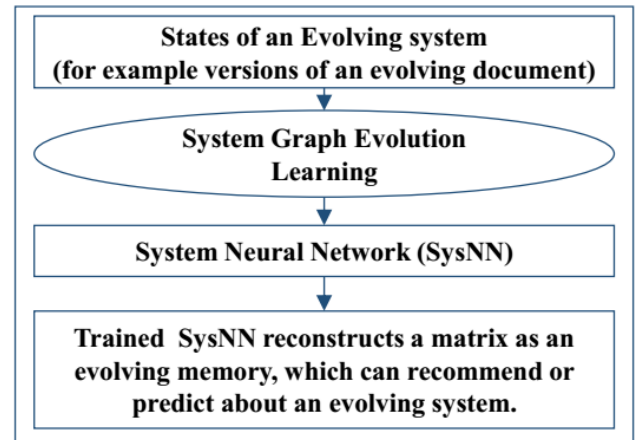 States of an Evolving system
(for example versions of an evolving document)
System Graph Evolution
Learning
System Neural Network (SysNN)
Trained SysNN reconstructs a matrix as an
evolving memory, which can recommend or
predict about an evolving system.